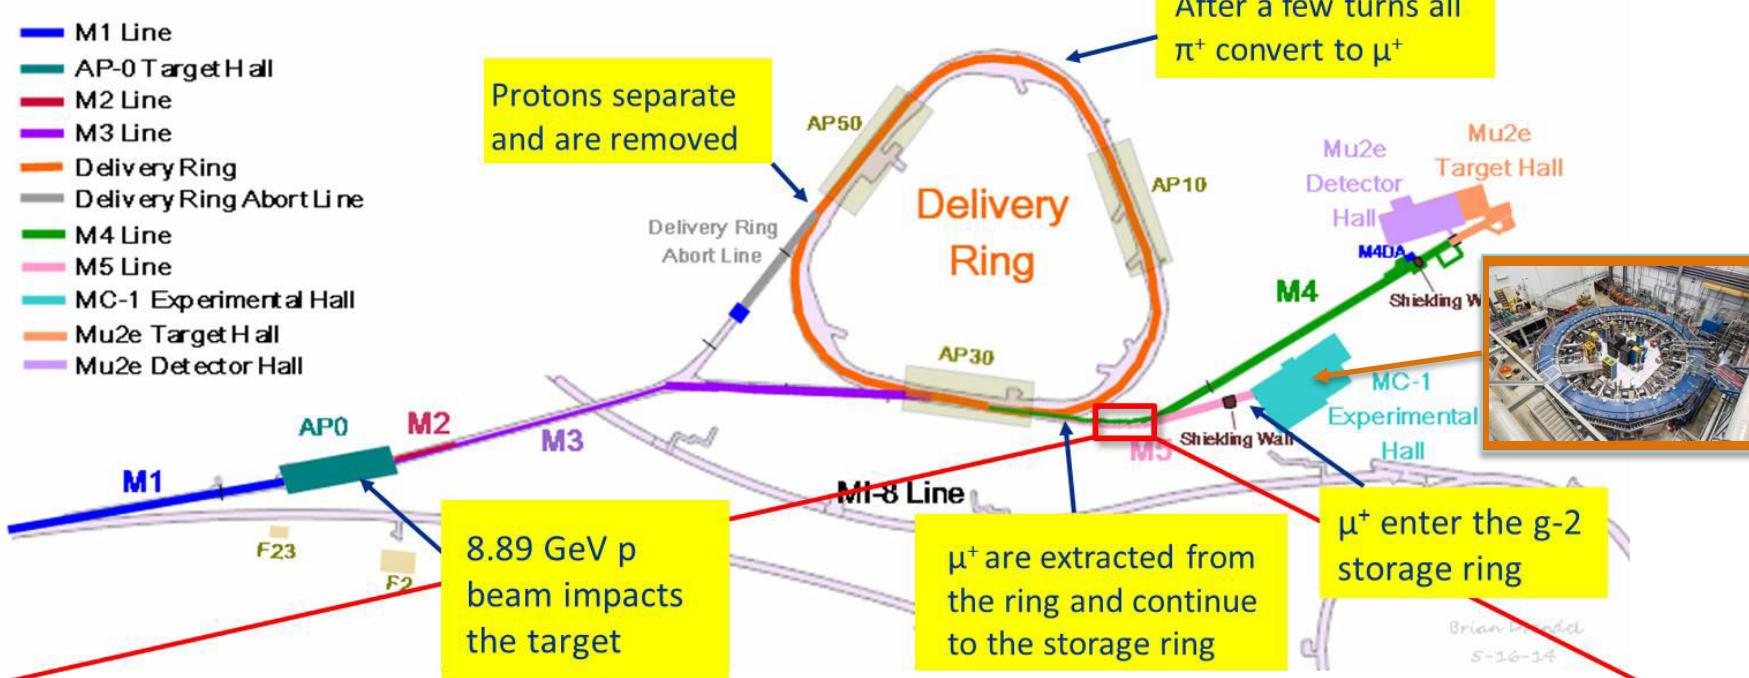 M1 Line
AP-0 Target Hall
M2 Line
M3 Line
Delivery Ring
Delivery Ring Abort Line
M4 Line
M5 Line
MC-1 Experimental Hall
Mu2e Target Hall
Mu2e Detector Hall
After a few turns all
π⁺ convert to μ⁺
Protons separate
and are removed
AP50
AP10
Delivery
Ring
Delivery Ring
Abort Line
AP30
Mu2e
Detector
Hall
Mu2e
Target Hall
M4DA
M4
Shielding W
MC-1
Experimental
Hall
Shielding Wall
M5
AP0
M2
M3
M1
MI-8 Line
F23
F2
8.89 GeV p
beam impacts
the target
μ⁺ are extracted from
the ring and continue
to the storage ring
μ⁺ enter the g-2
storage ring
Brian
5-16-14